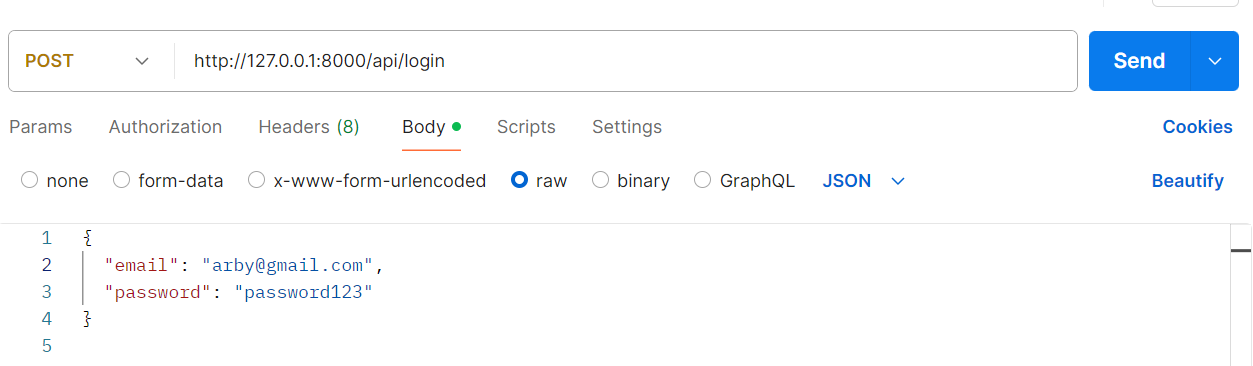 POST http://127.0.0.1:8000/api/login Send
Params Authorization Headers (8) Body Scripts Settings Cookies
none form-data x-www-form-urlencoded raw binary GraphQL JSON Beautify
1 {
2 "email": "arby@gmail.com",
3 "password": "password123"
4 }
5